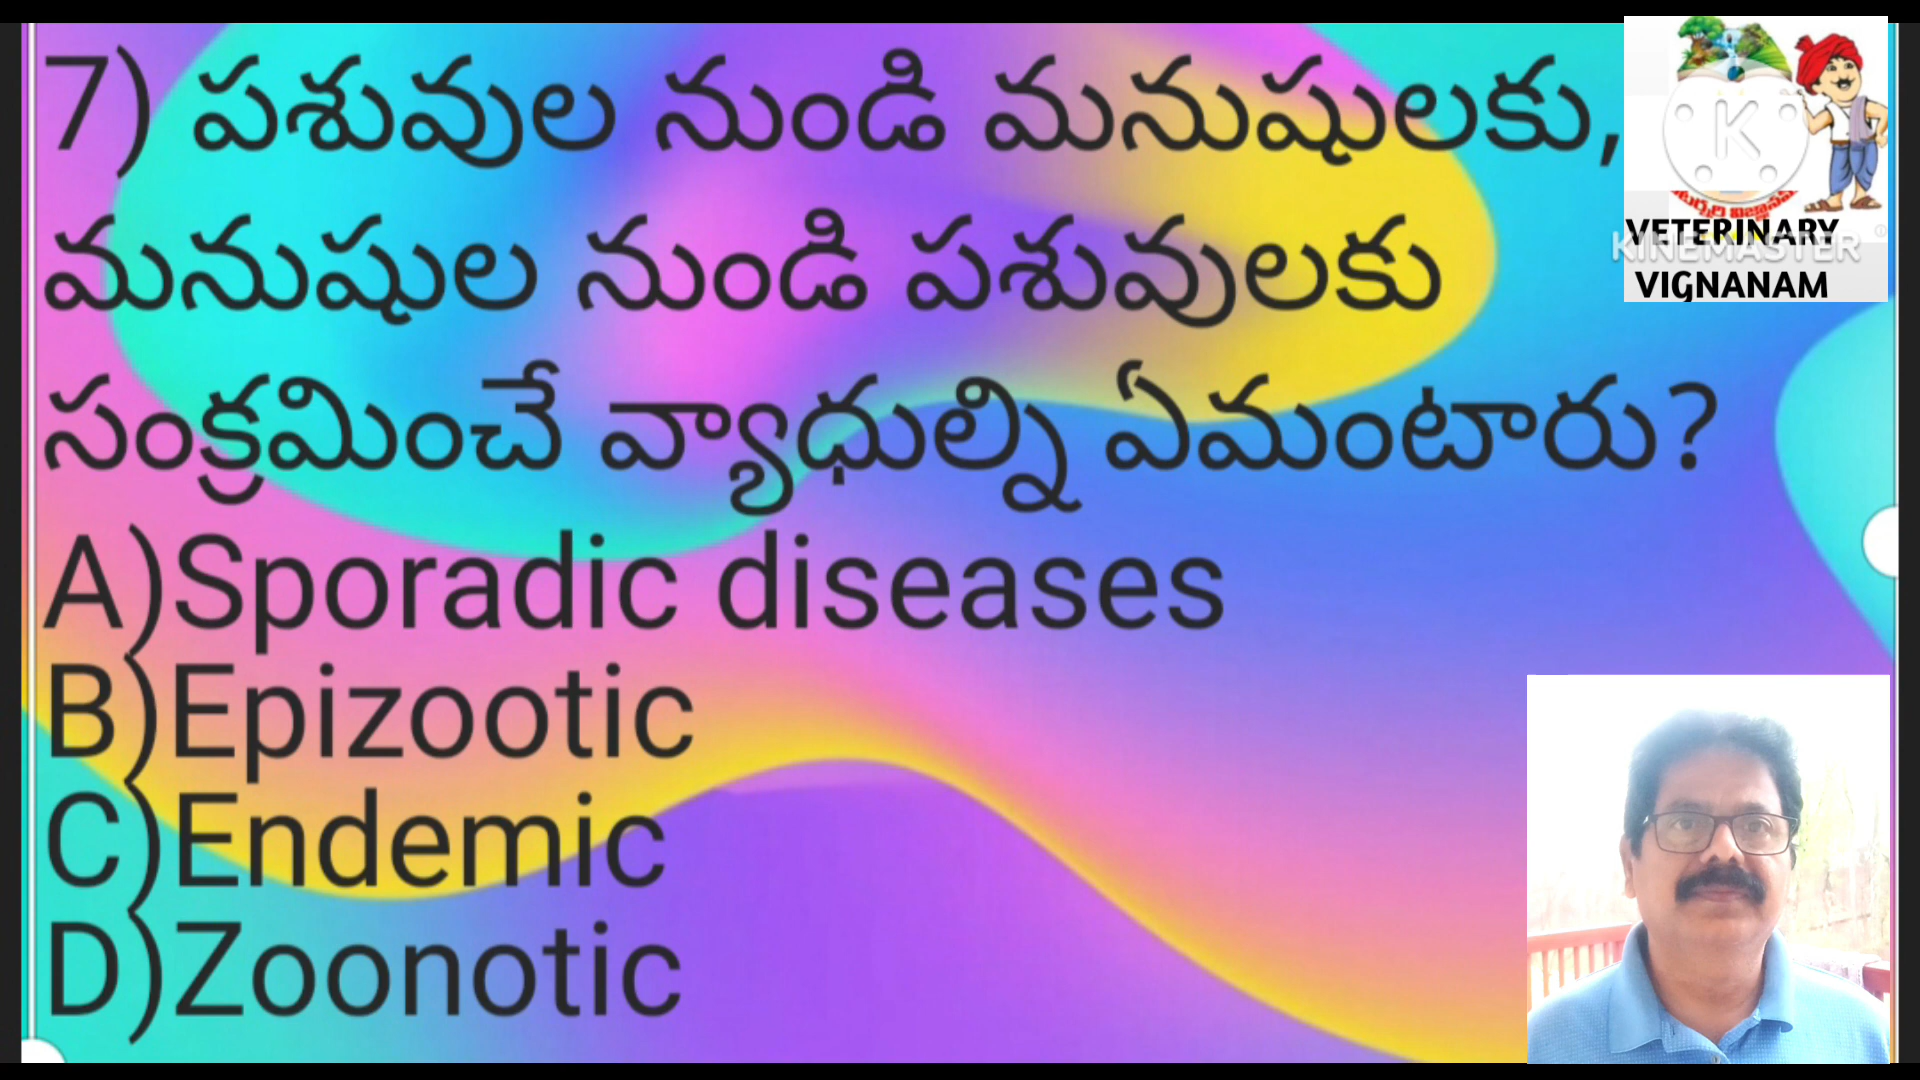 7) పశువుల నుండి మనుషులకు,
మనుషుల నుండి పశువులకు
సంక్రమించే వ్యాధుల్ని ఏమంటారు?
A)Sporadic diseases
B)Epizootic
C)Endemic
D)Zoonotic
K
VETERINARY
KINEMASTER
VIGNANAM